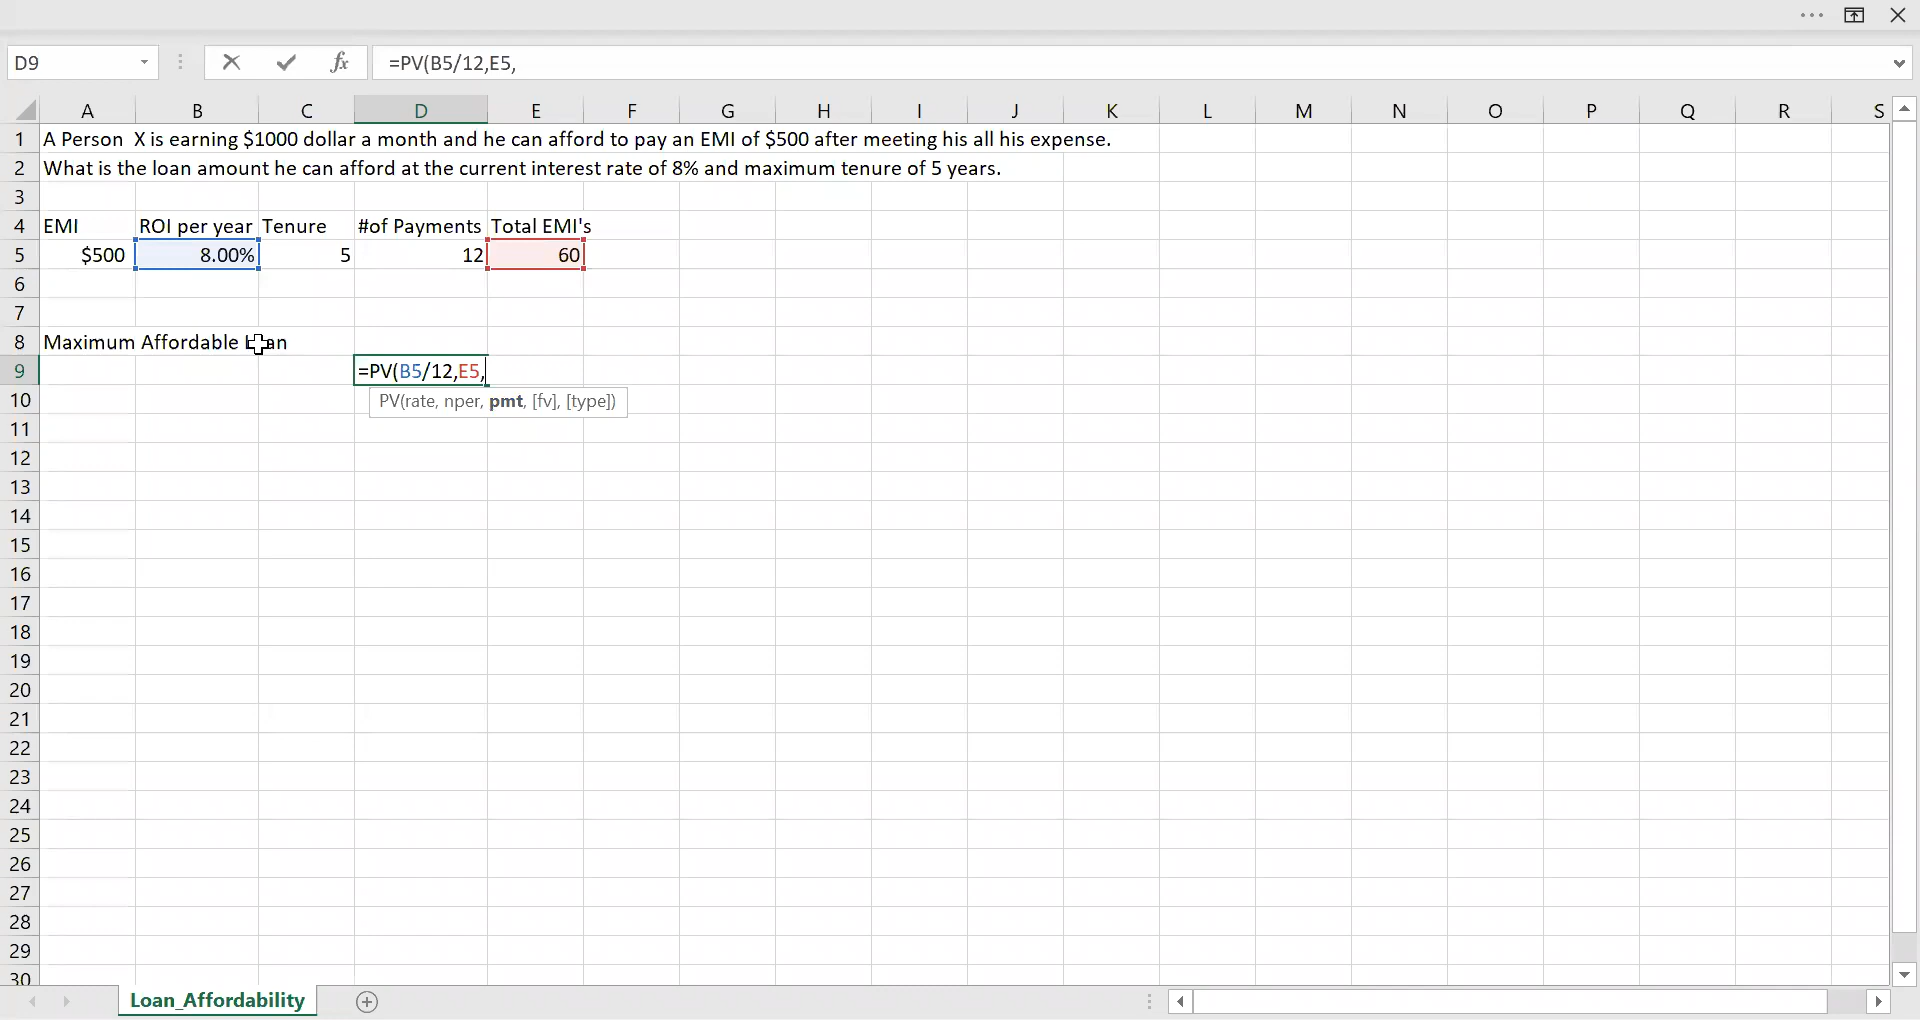 D9
fx
=PV(B5/12,E5,
A B C D E F G H I J K L M N O P Q R S
1 A Person  X is earning $1000 dollar a month and he can afford to pay an EMI of $500 after meeting his all his expense.
2 What is the loan amount he can afford at the current interest rate of 8% and maximum tenure of 5 years.
3
4 EMI ROI per year Tenure #of Payments Total EMI's
5 $500 8.00% 5 12 60
6
7
8 Maximum Affordable Loan
9 =PV(B5/12,E5,
PV(rate, nper, pmt, [fv], [type])
10
11
12
13
14
15
16
17
18
19
20
21
22
23
24
25
26
27
28
29
30
Loan_Affordability